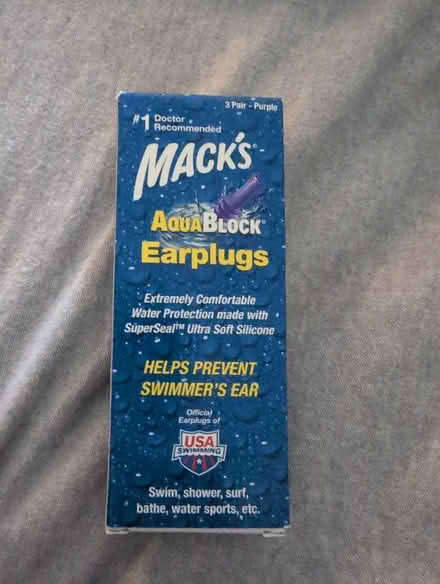 3 Pair - Purple
#1 Doctor
Recommended
MACK'S®
AQUABLOCK®
Earplugs
Extremely Comfortable
Water Protection made with
SüperSeal™ Ultra Soft Silicone
HELPS PREVENT
SWIMMER'S EAR
Official
Earplugs of
USA
SWIMMING
Swim, shower, surf,
bathe, water sports, etc.